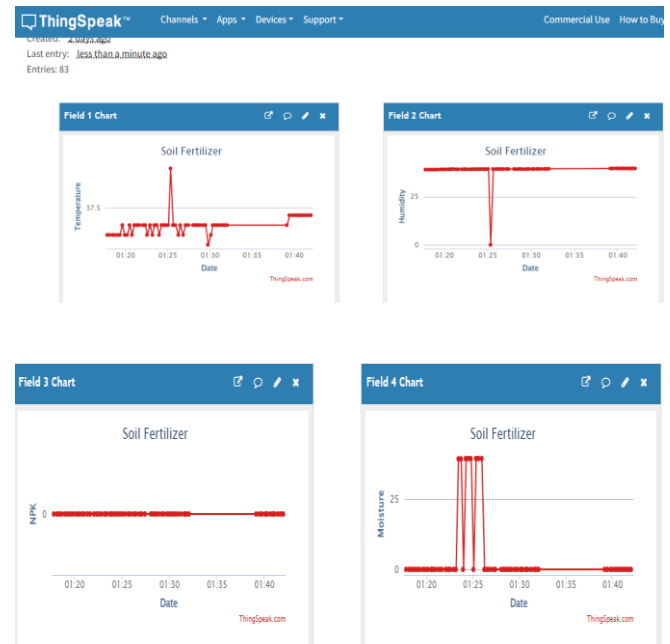 ThingSpeak™ Channels Apps Devices Support Commercial Use How to Buy
Created: 2 days ago
Last entry: less than a minute ago
Entries: 83
Field 1 Chart
Soil Fertilizer
Temperature
37.5
01:20 01:25 01:30 01:35 01:40
Date
ThingSpeak.com
Field 2 Chart
Soil Fertilizer
Humidity
25
0
01:20 01:25 01:30 01:35 01:40
Date
ThingSpeak.com
Field 3 Chart
Soil Fertilizer
NPK
0
01:20 01:25 01:30 01:35 01:40
Date
ThingSpeak.com
Field 4 Chart
Soil Fertilizer
Moisture
25
0
01:20 01:25 01:30 01:35 01:40
Date
ThingSpeak.com